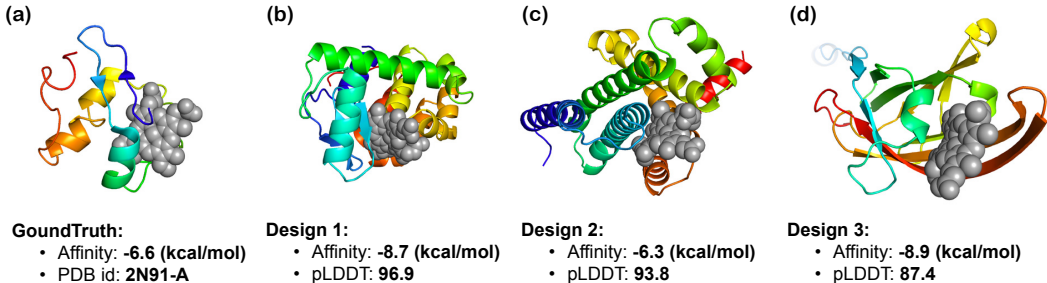 (a)
(b)
(c)
(d)
GoundTruth:
• Affinity: -6.6 (kcal/mol)
• PDB id: 2N91-A
Design 1:
• Affinity: -8.7 (kcal/mol)
• pLDDT: 96.9
Design 2:
• Affinity: -6.3 (kcal/mol)
• pLDDT: 93.8
Design 3:
• Affinity: -8.9 (kcal/mol)
• pLDDT: 87.4